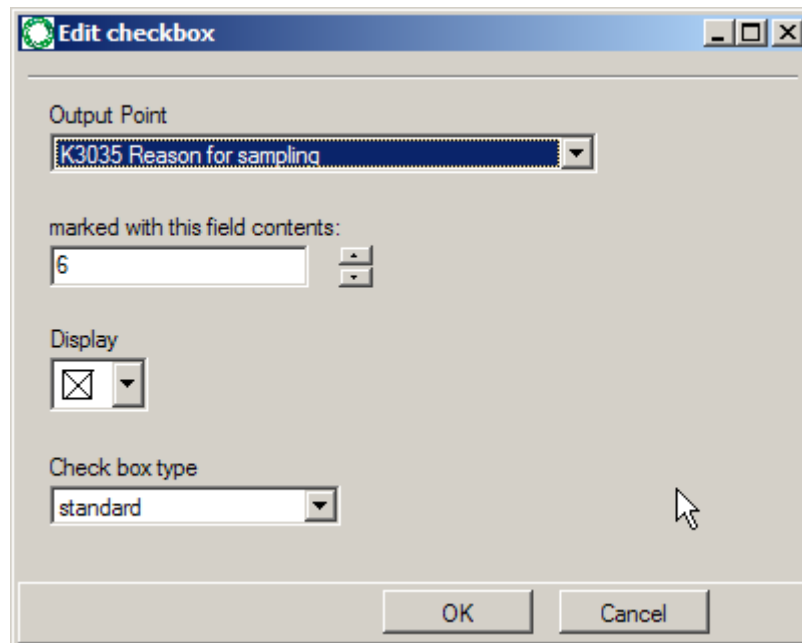 Edit checkbox
Output Point
K3035 Reason for sampling
marked with this field contents:
6
Display
Check box type
standard
OK
Cancel